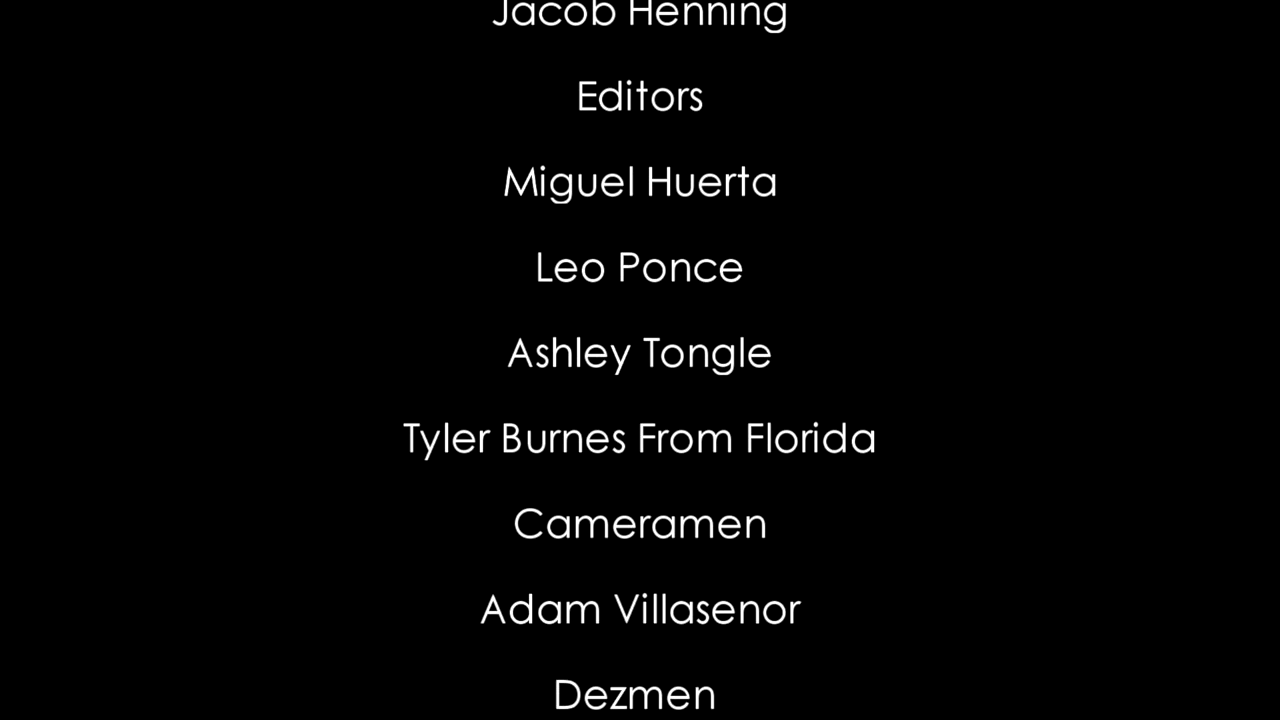 Jacob Henning
Editors
Miguel Huerta
Leo Ponce
Ashley Tongle
Tyler Burnes From Florida
Cameramen
Adam Villasenor
Dezmen